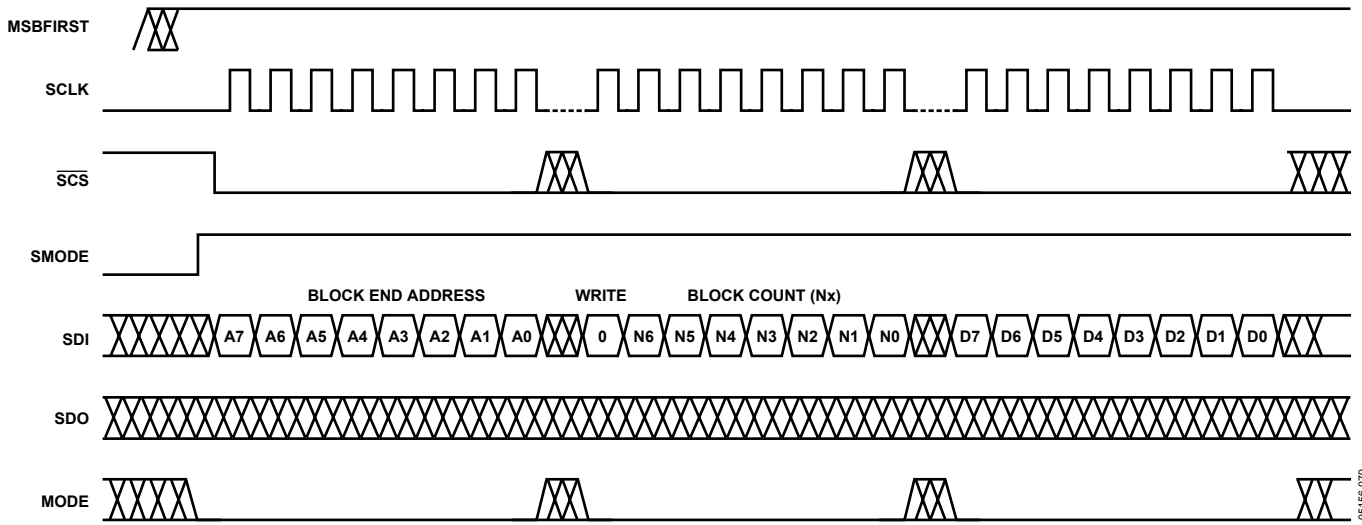 MSBFIRST
SCLK
SCS
SMODE
BLOCK END ADDRESS WRITE BLOCK COUNT (Nx)
SDI A7 A6 A5 A4 A3 A2 A1 A0 0 N6 N5 N4 N3 N2 N1 N0 D7 D6 D5 D4 D3 D2 D1 D0
SDO
MODE
05156-079